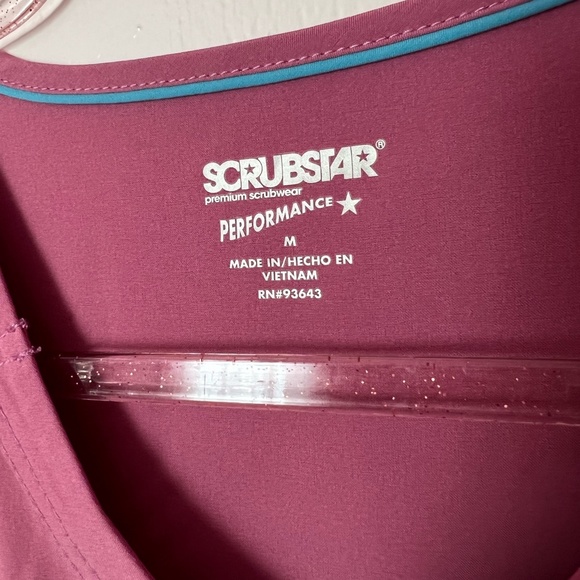 SCRUBSTAR®
premium scrubwear
PERFORMANCE
M
MADE IN/HECHO EN
VIETNAM
RN#93643